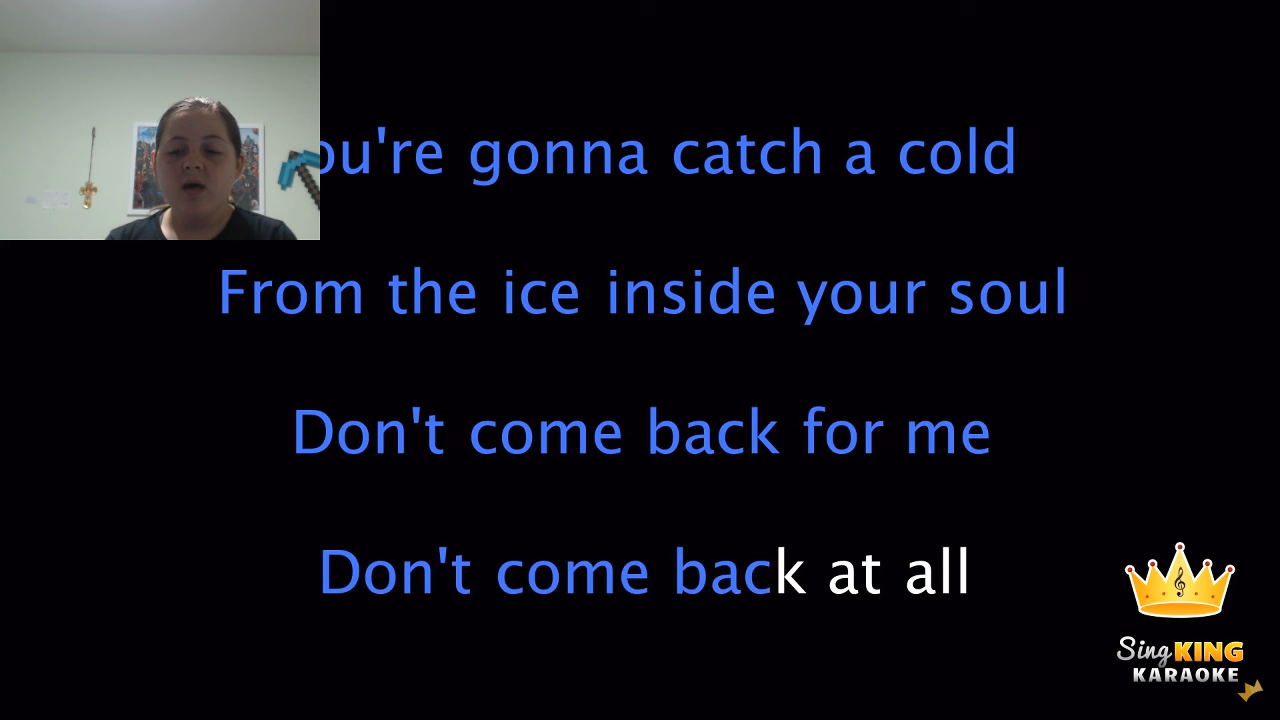 ou're gonna catch a cold
From the ice inside your soul
Don't come back for me
Don't come back at all
Sing KING
KARAOKE